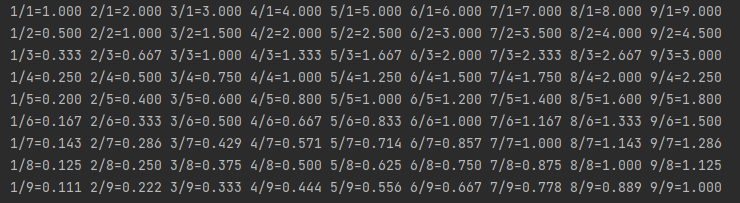 1/1=1.000 2/1=2.000 3/1=3.000 4/1=4.000 5/1=5.000 6/1=6.000 7/1=7.000 8/1=8.000 9/1=9.000
1/2=0.500 2/2=1.000 3/2=1.500 4/2=2.000 5/2=2.500 6/2=3.000 7/2=3.500 8/2=4.000 9/2=4.500
1/3=0.333 2/3=0.667 3/3=1.000 4/3=1.333 5/3=1.667 6/3=2.000 7/3=2.333 8/3=2.667 9/3=3.000
1/4=0.250 2/4=0.500 3/4=0.750 4/4=1.000 5/4=1.250 6/4=1.500 7/4=1.750 8/4=2.000 9/4=2.250
1/5=0.200 2/5=0.400 3/5=0.600 4/5=0.800 5/5=1.000 6/5=1.200 7/5=1.400 8/5=1.600 9/5=1.800
1/6=0.167 2/6=0.333 3/6=0.500 4/6=0.667 5/6=0.833 6/6=1.000 7/6=1.167 8/6=1.333 9/6=1.500
1/7=0.143 2/7=0.286 3/7=0.429 4/7=0.571 5/7=0.714 6/7=0.857 7/7=1.000 8/7=1.143 9/7=1.286
1/8=0.125 2/8=0.250 3/8=0.375 4/8=0.500 5/8=0.625 6/8=0.750 7/8=0.875 8/8=1.000 9/8=1.125
1/9=0.111 2/9=0.222 3/9=0.333 4/9=0.444 5/9=0.556 6/9=0.667 7/9=0.778 8/9=0.889 9/9=1.000